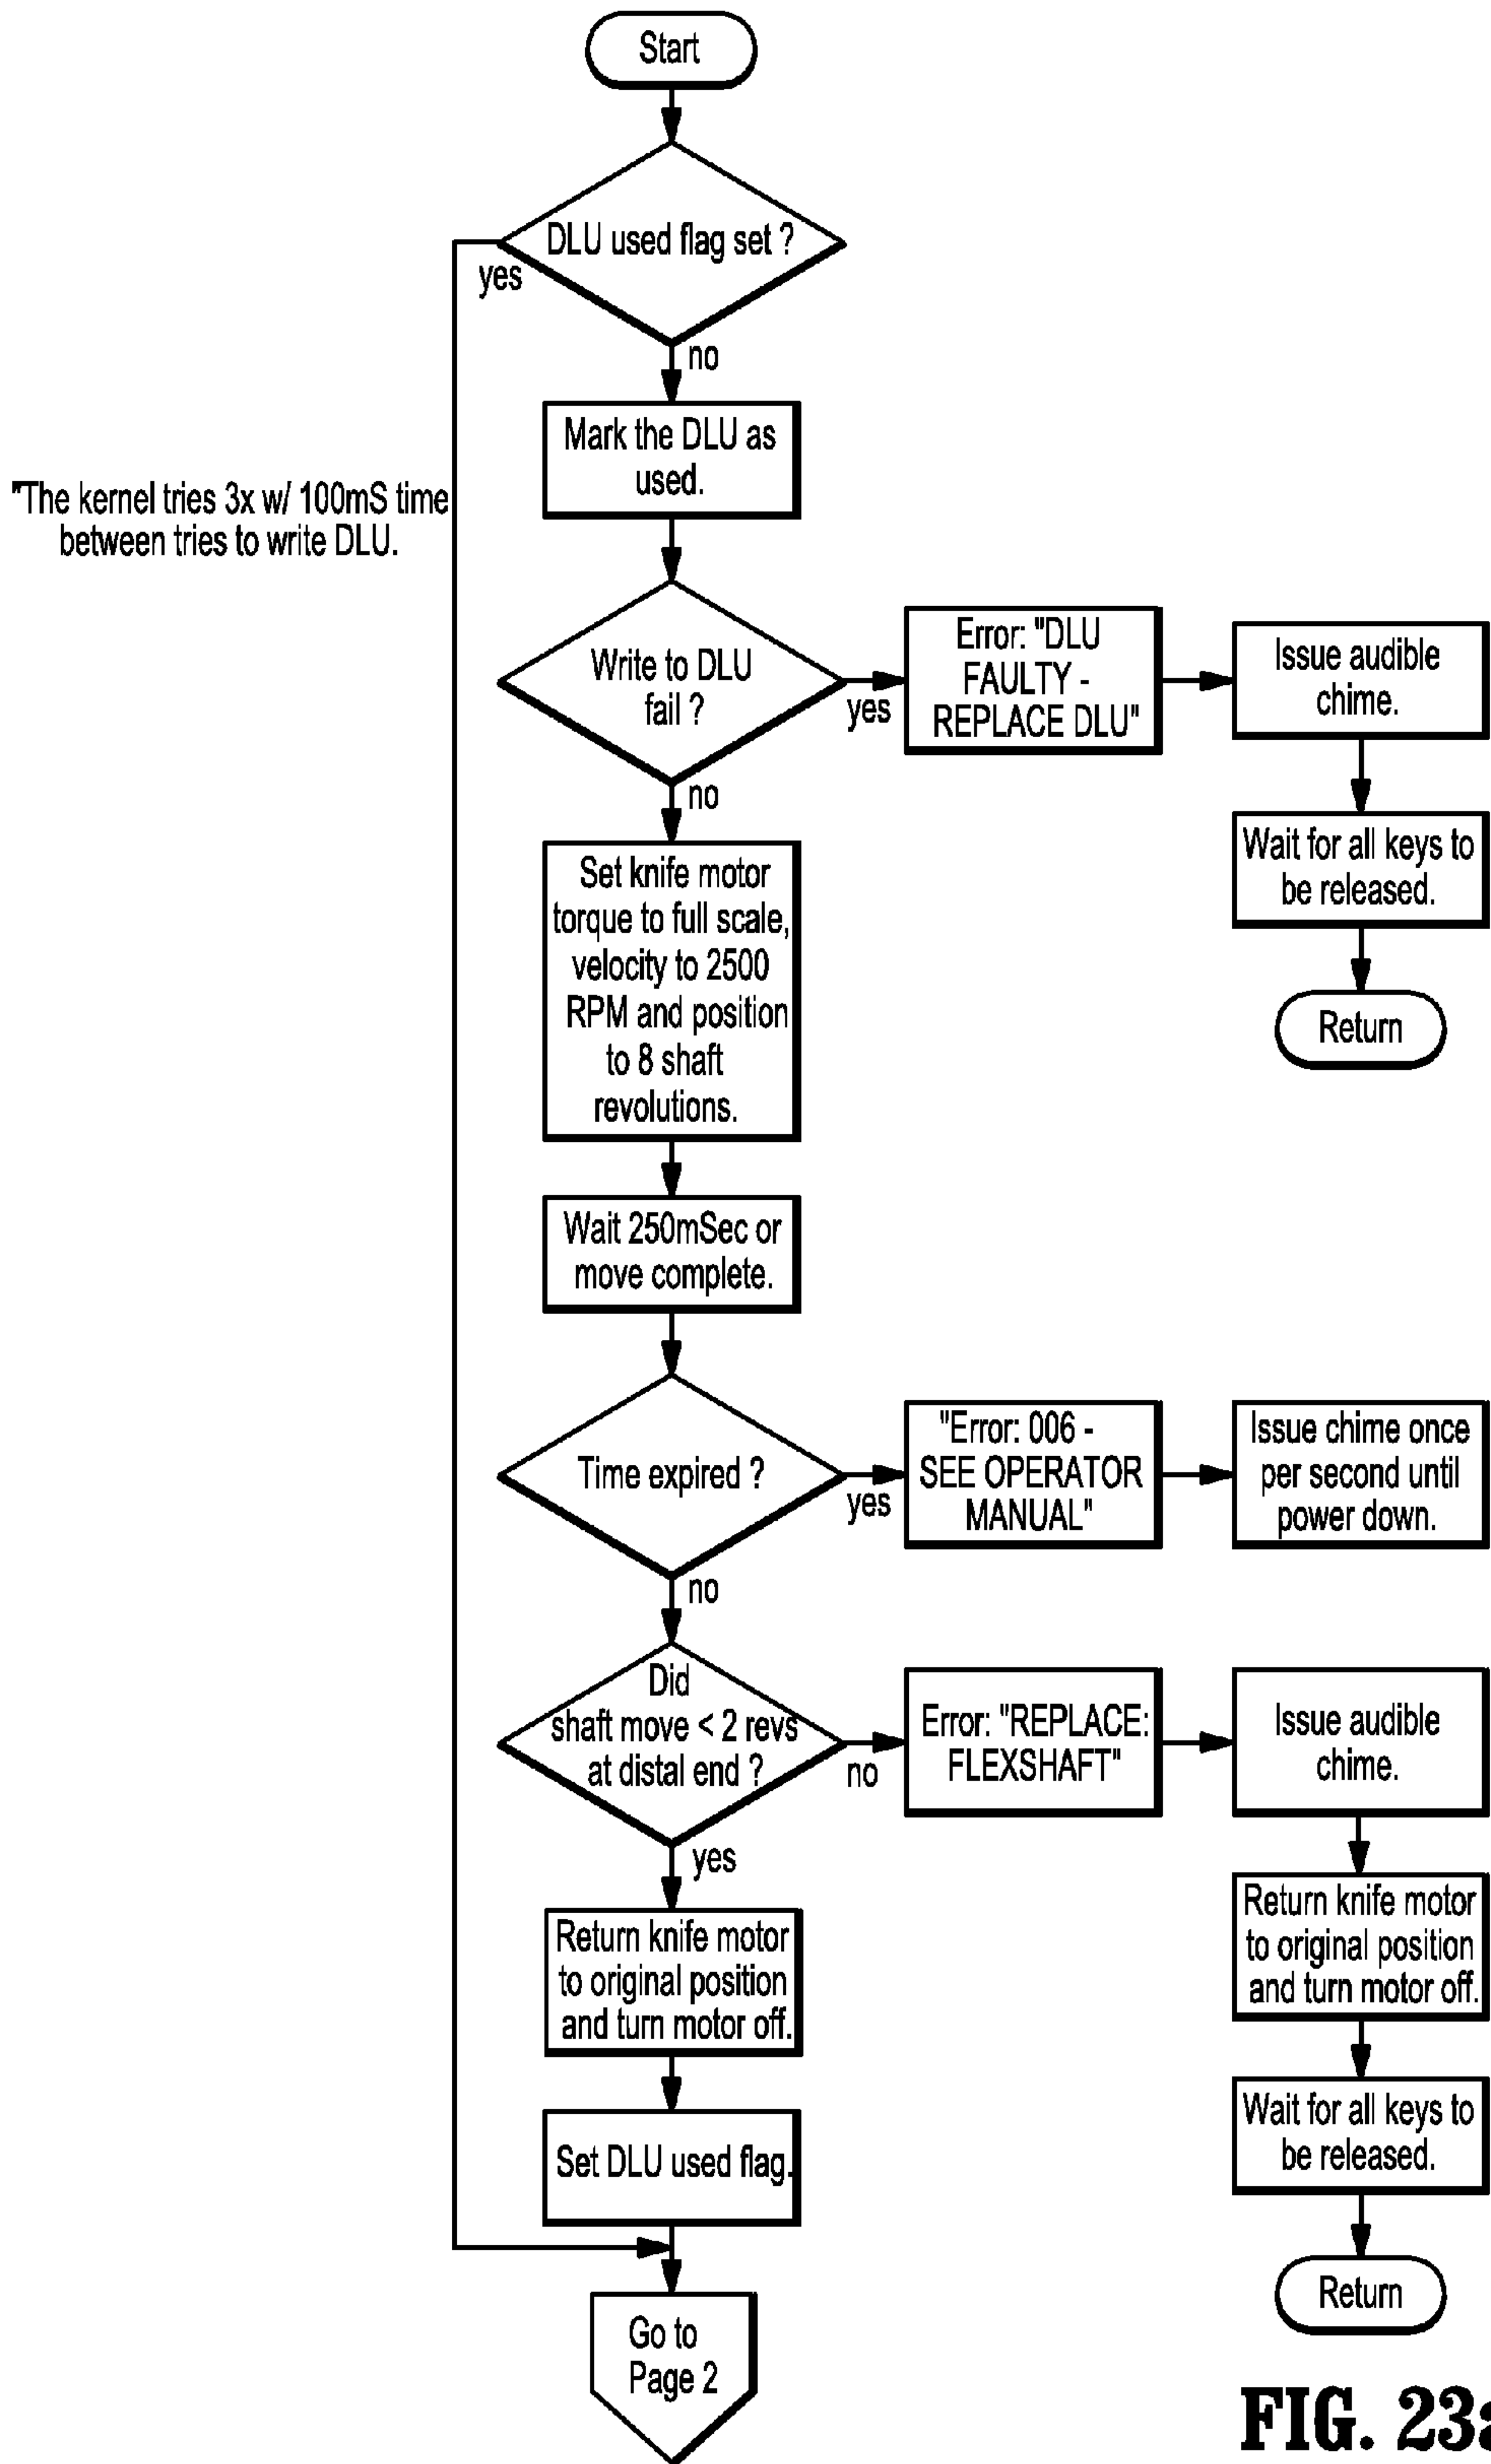 Start
DLU used flag set ?
yes
no
Mark the DLU as
used.
"The kernel tries 3x w/ 100mS time
between tries to write DLU.
Write to DLU
fail ?
yes
Error: "DLU
FAULTY -
REPLACE DLU"
Issue audible
chime.
no
Wait for all keys to
be released.
Return
Set knife motor
torque to full scale,
velocity to 2500
RPM and position
to 8 shaft
revolutions.
Wait 250mSec or
move complete.
Time expired ?
yes
"Error: 006 -
SEE OPERATOR
MANUAL"
Issue chime once
per second until
power down.
no
Did
shaft move < 2 revs
at distal end ?
no
Error: "REPLACE:
FLEXSHAFT"
Issue audible
chime.
yes
Return knife motor
to original position
and turn motor off.
Return knife motor
to original position
and turn motor off.
Wait for all keys to
be released.
Return
Set DLU used flag.
Go to
Page 2
FIG. 23a